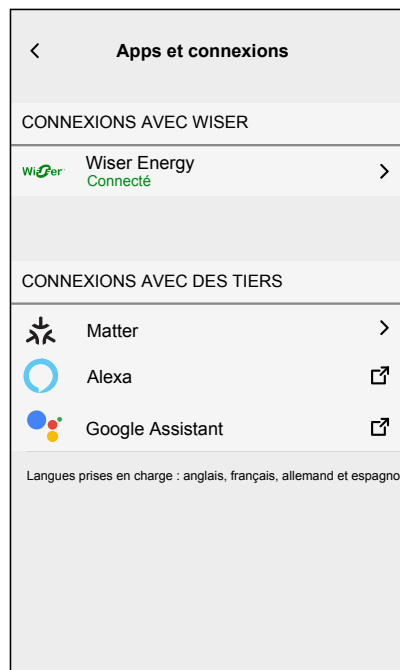 Apps et connexions
CONNEXIONS AVEC WISER
Wiser
Wiser Energy
Connecté
CONNEXIONS AVEC DES TIERS
Matter
Alexa
Google Assistant
Langues prises en charge : anglais, français, allemand et espagno